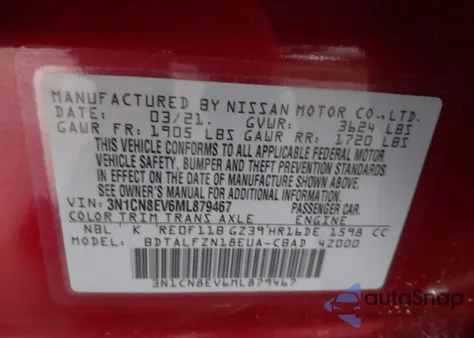 MANUFACTURED BY NISSAN MOTOR CO., LTD.
DATE: 03/21. GVWR: 3624 LBS
GAWR FR: 1905 LBS GAWR RR: 1720 LBS
THIS VEHICLE CONFORMS TO ALL APPLICABLE FEDERAL MOTOR
VEHICLE SAFETY, BUMPER AND THEFT PREVENTION STANDARDS
IN EFFECT ON THE DATE OF MANUFACTURE SHOWN ABOVE.
SEE OWNER'S MANUAL FOR ADDITIONAL INFORMATION.
VIN: 3N1CN8EV6ML879467 PASSENGER CAR
COLOR TRIM TRANS AXLE ENGINE
NBL K RE0F11B GZ39 HR16DE 1598 CC
MODEL: BDTALFZN18EUA-CBAD 42000
3N1CN8EV6ML879467
autoSnap